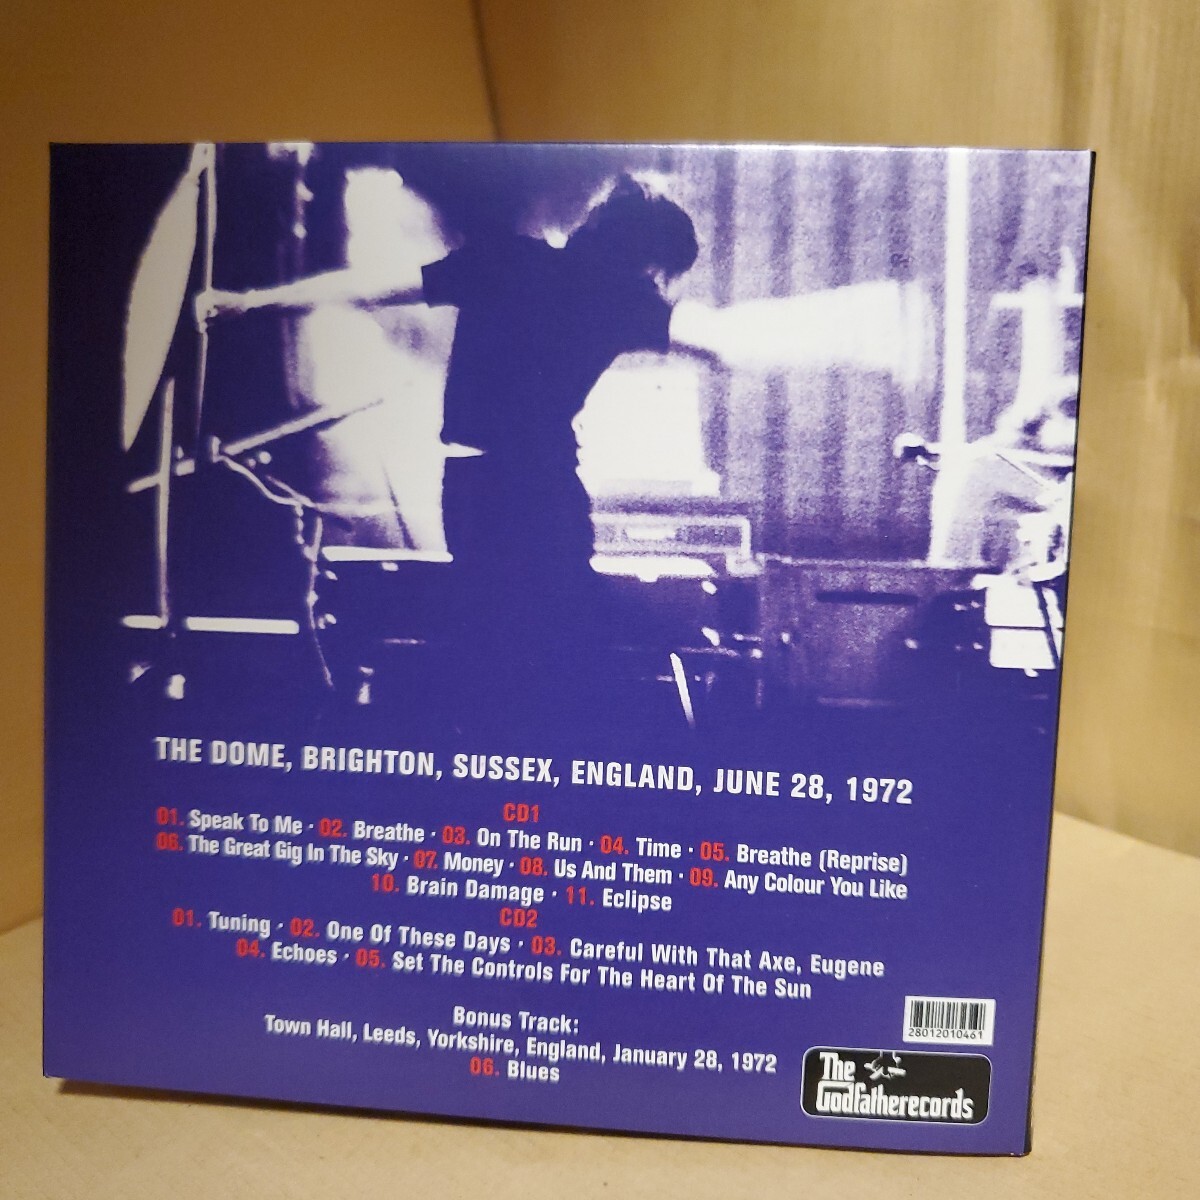 THE DOME, BRIGHTON, SUSSEX, ENGLAND, JUNE 28, 1972
CD1
01. Speak To Me · 02. Breathe · 03. On The Run · 04. Time · 05. Breathe (Reprise)
06. The Great Gig In The Sky · 07. Money · 08. Us And Them · 09. Any Colour You Like
10. Brain Damage · 11. Eclipse
CD2
01. Tuning · 02. One Of These Days · 03. Careful With That Axe, Eugene
04. Echoes · 05. Set The Controls For The Heart Of The Sun
Bonus Track:
Town Hall, Leeds, Yorkshire, England, January 28, 1972
06. Blues
28012010461
The
Godfatherecords